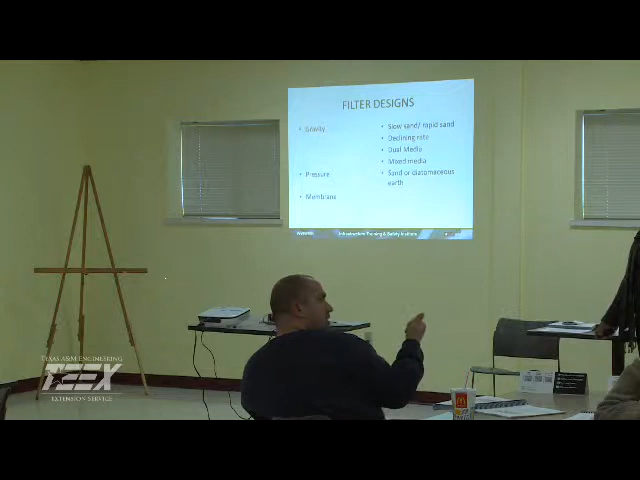 FILTER DESIGNS
• Gravity
• Pressure
• Membrane
• Slow sand/ rapid sand
• Declining rate
• Dual Media
• Mixed media
• Sand or diatomaceous
earth
Infrastructure Training & Safety Institute
TEXAS A&M ENGINEERING
TEEX
EXTENSION SERVICE